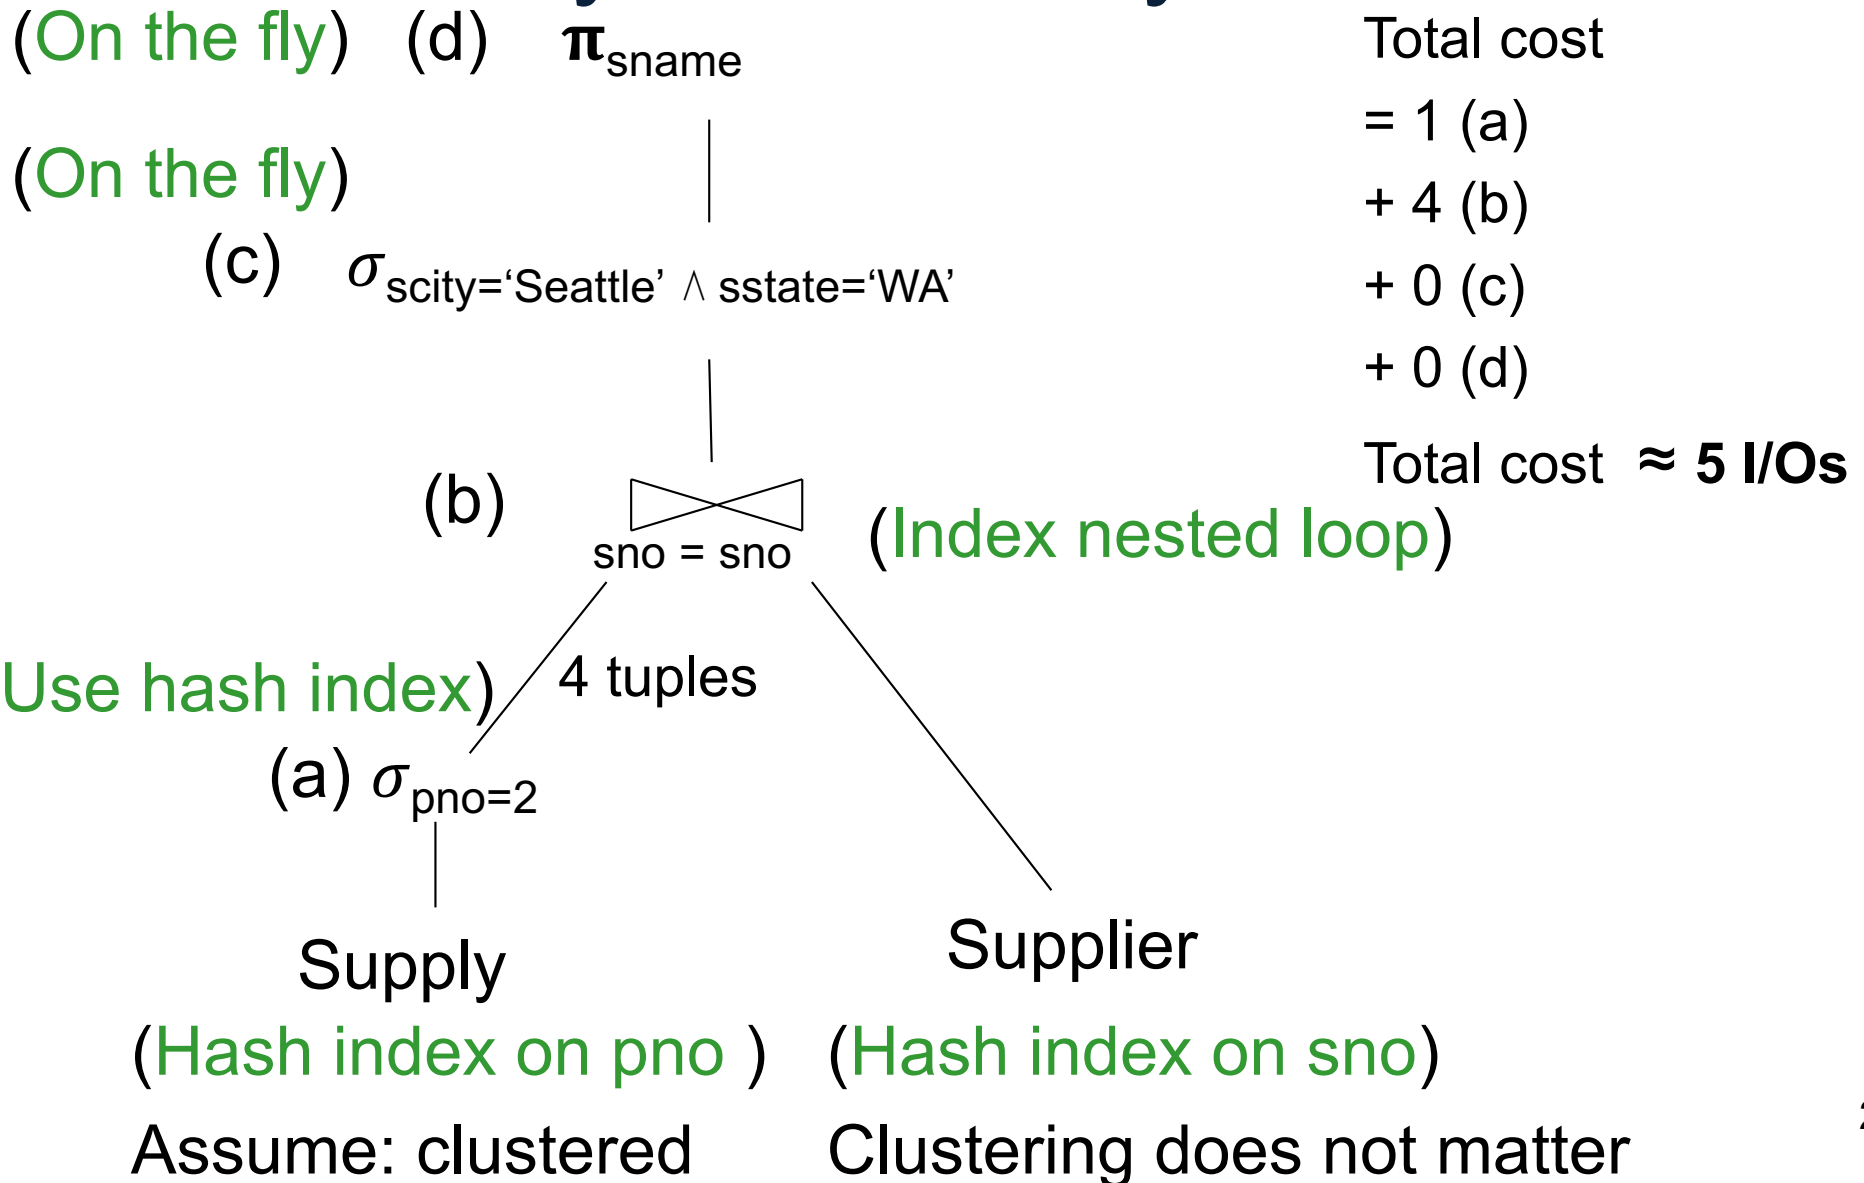 (On the fly) (d) πsname
(On the fly)
(c) σscity=‘Seattle’ ∧ sstate=‘WA’
(b)
sno = sno
(Index nested loop)
Use hash index)
4 tuples
(a) σpno=2
Supply
Supplier
(Hash index on pno )
(Hash index on sno)
Assume: clustered
Clustering does not matter
Total cost
= 1 (a)
+ 4 (b)
+ 0 (c)
+ 0 (d)
Total cost ≈ 5 I/Os